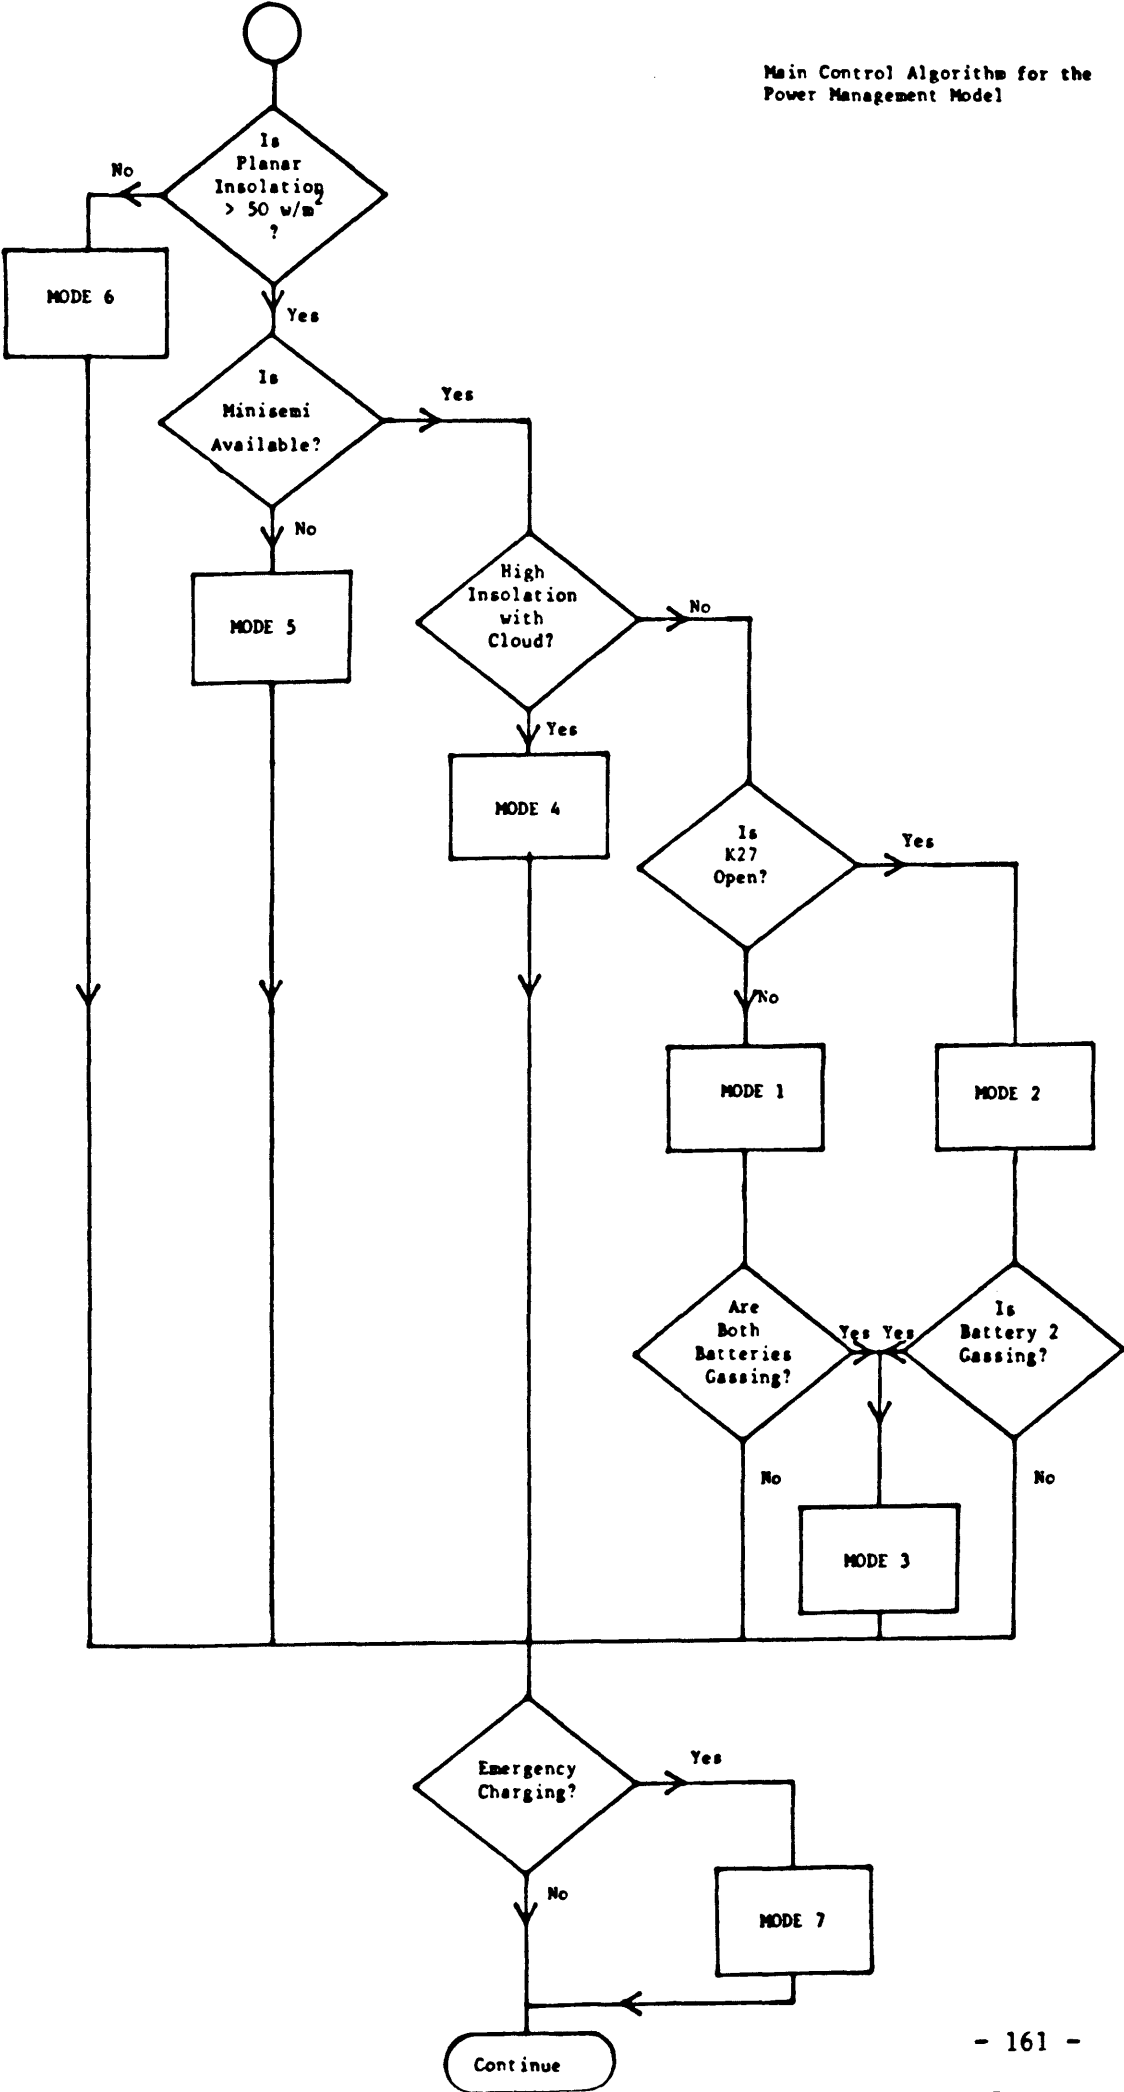 Main Control Algorithm for the
Power Management Model
Is
Planar
Insolation
> 50 w/m2
?
No
MODE 6
Yes
Is
Minisemi
Available?
Yes
No
MODE 5
High
Insolation
with
Cloud?
No
Yes
MODE 4
Is
K27
Open?
Yes
No
MODE 1
MODE 2
Are
Both
Batteries
Gassing?
Yes Yes
Is
Battery 2
Gassing?
No
No
MODE 3
Emergency
Charging?
Yes
No
MODE 7
Continue
- 161 -